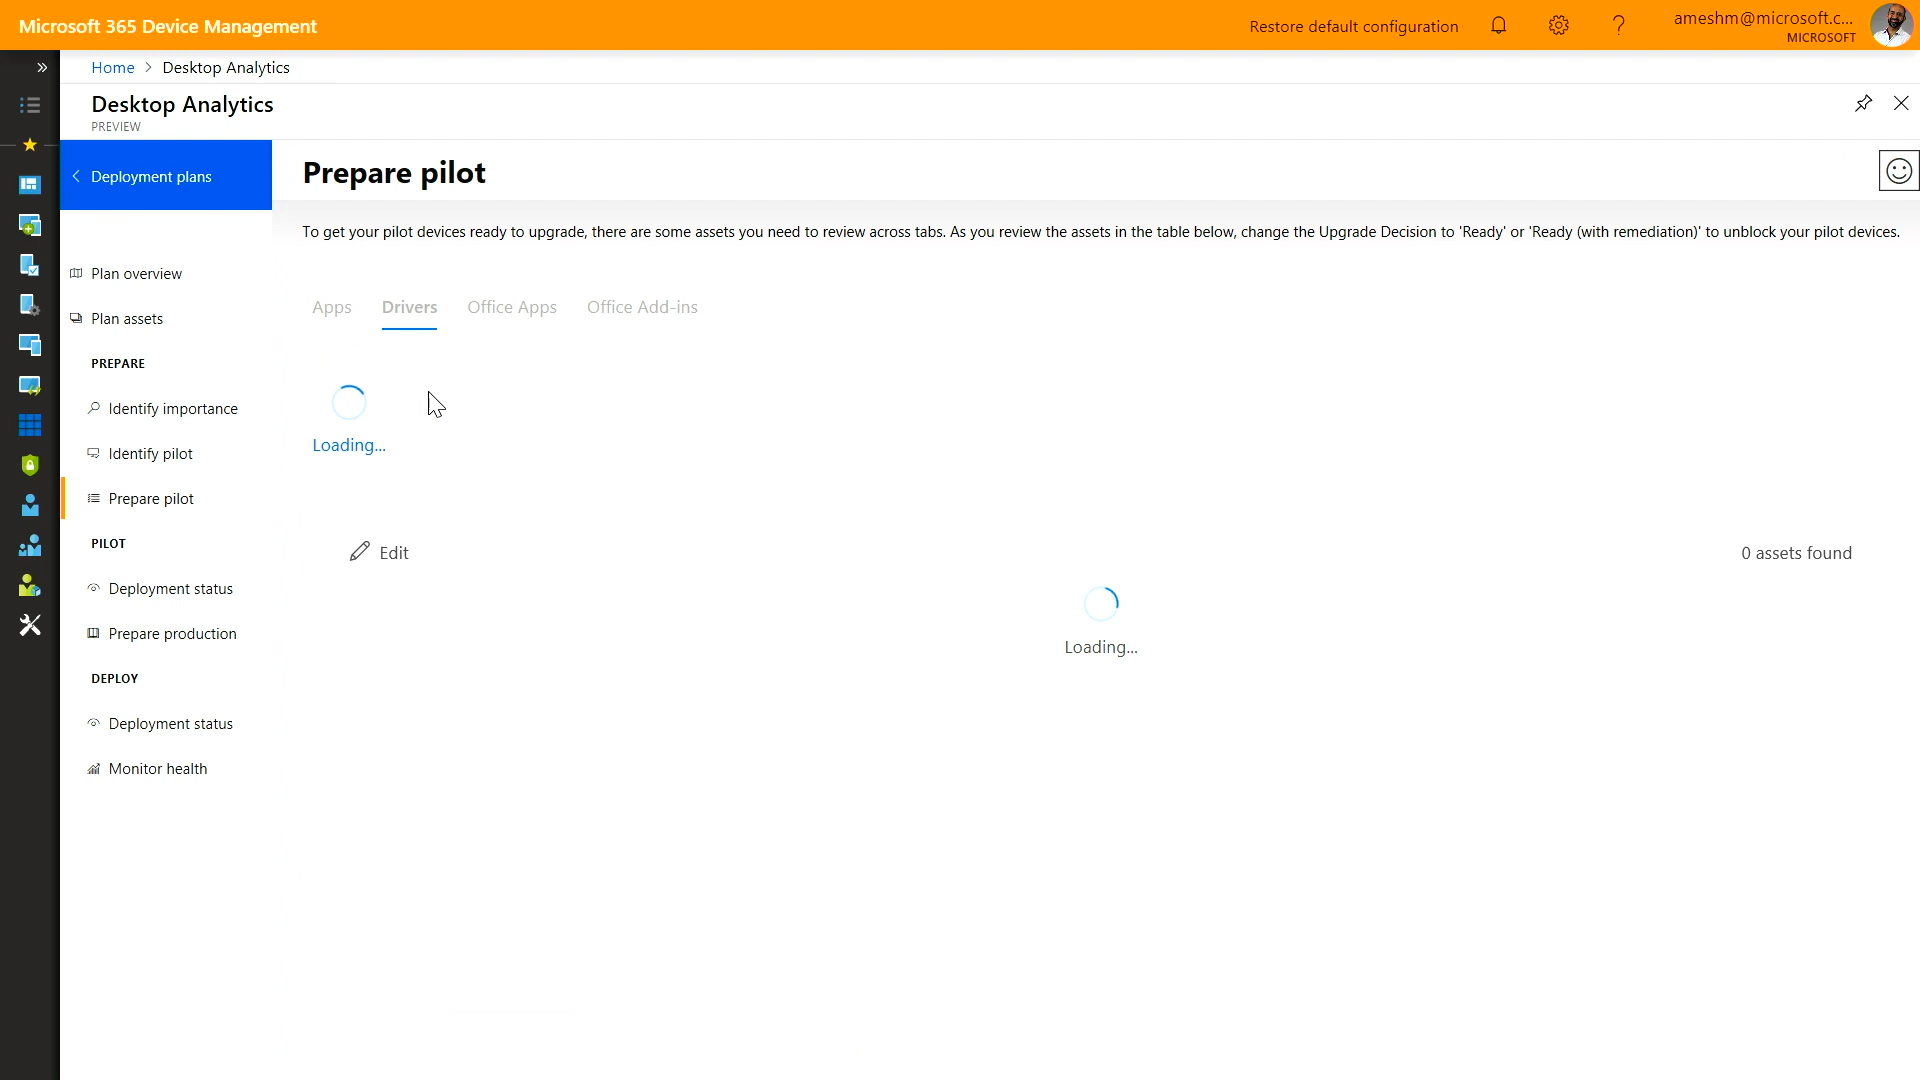 Microsoft 365 Device Management
Restore default configuration
ameshm@microsoft.c...
MICROSOFT
Home > Desktop Analytics
Desktop Analytics
PREVIEW
Deployment plans
Plan overview
Plan assets
PREPARE
Identify importance
Identify pilot
Prepare pilot
PILOT
Deployment status
Prepare production
DEPLOY
Deployment status
Monitor health
Prepare pilot
To get your pilot devices ready to upgrade, there are some assets you need to review across tabs. As you review the assets in the table below, change the Upgrade Decision to 'Ready' or 'Ready (with remediation)' to unblock your pilot devices.
Apps Drivers Office Apps Office Add-ins
Loading...
Edit
0 assets found
Loading...